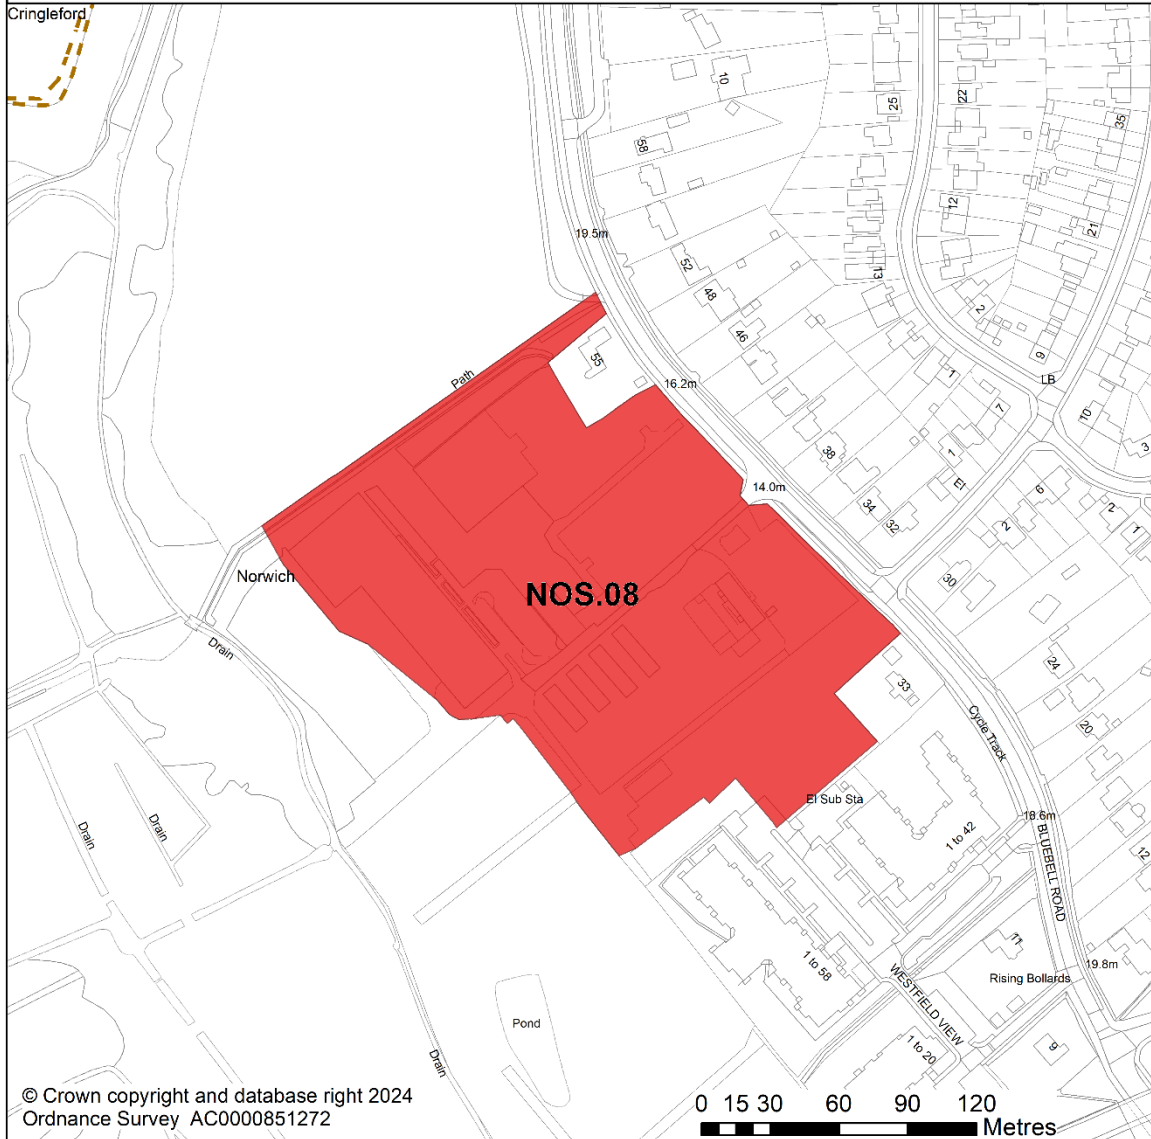 Cringleford
10
25
22
35
58
12
21
19.5m
52
13
48
2
46
9
55
1
LB
16.2m
Path
7
10
38
1
3
El
14.0m
34
6
2
32
2
1
Norwich
NOS.08
30
Drain
24
33
Cycle Track
20
El Sub Sta
18.6m
Drain
Drain
1 to 42
BLUEBELL ROAD
12
11
1 to 58
19.8m
Rising Bollards
WESTFIELD VIEW
Pond
1 to 20
9
Drain
© Crown copyright and database right 2024
Ordnance Survey AC0000851272
0 15 30 60 90 120
Metres